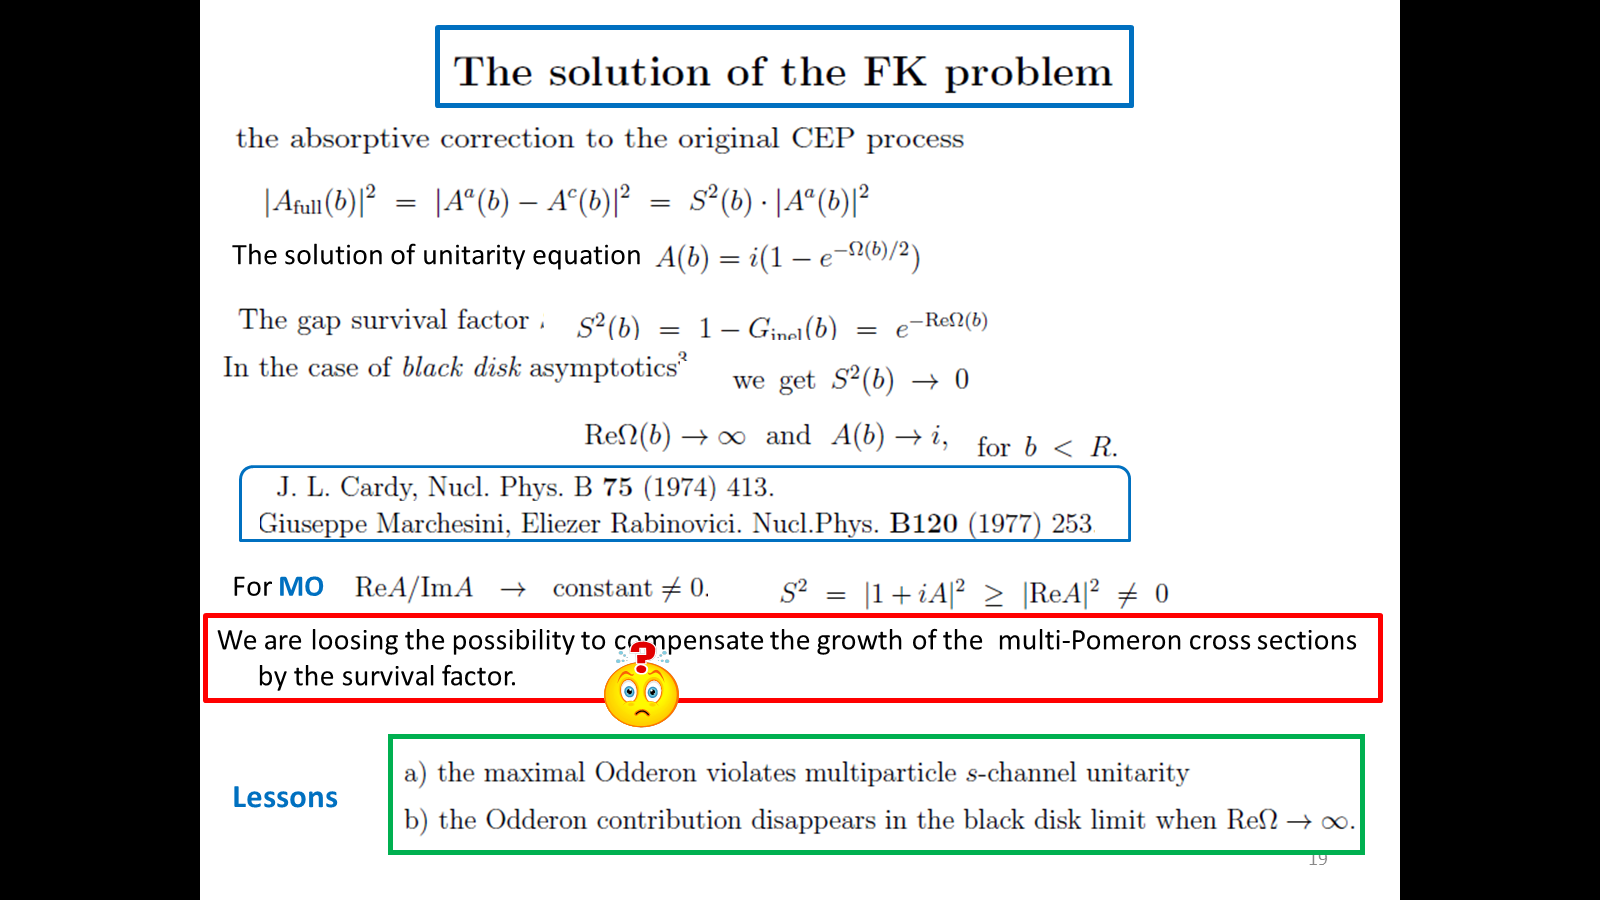 The solution of the FK problem
the absorptive correction to the original CEP process
|A_full(b)|² = |Aᵃ(b) − Aᶜ(b)|² = S²(b) · |Aᵃ(b)|²
The solution of unitarity equation A(b) = i(1 − e^{−Ω(b)/2})
The gap survival factor S²(b) = 1 − G_inel(b) = e^{−ReΩ(b)}
In the case of black disk asymptotics³ we get S²(b) → 0
ReΩ(b) → ∞ and A(b) → i, for b < R.
J. L. Cardy, Nucl. Phys. B 75 (1974) 413.
Giuseppe Marchesini, Eliezer Rabinovici. Nucl.Phys. B120 (1977) 253
For MO ReA/ImA → constant ≠ 0. S² = |1 + iA|² ≥ |ReA|² ≠ 0
We are loosing the possibility to compensate the growth of the multi-Pomeron cross sections
by the survival factor.
?
Lessons
a) the maximal Odderon violates multiparticle s-channel unitarity
b) the Odderon contribution disappears in the black disk limit when ReΩ → ∞.
19